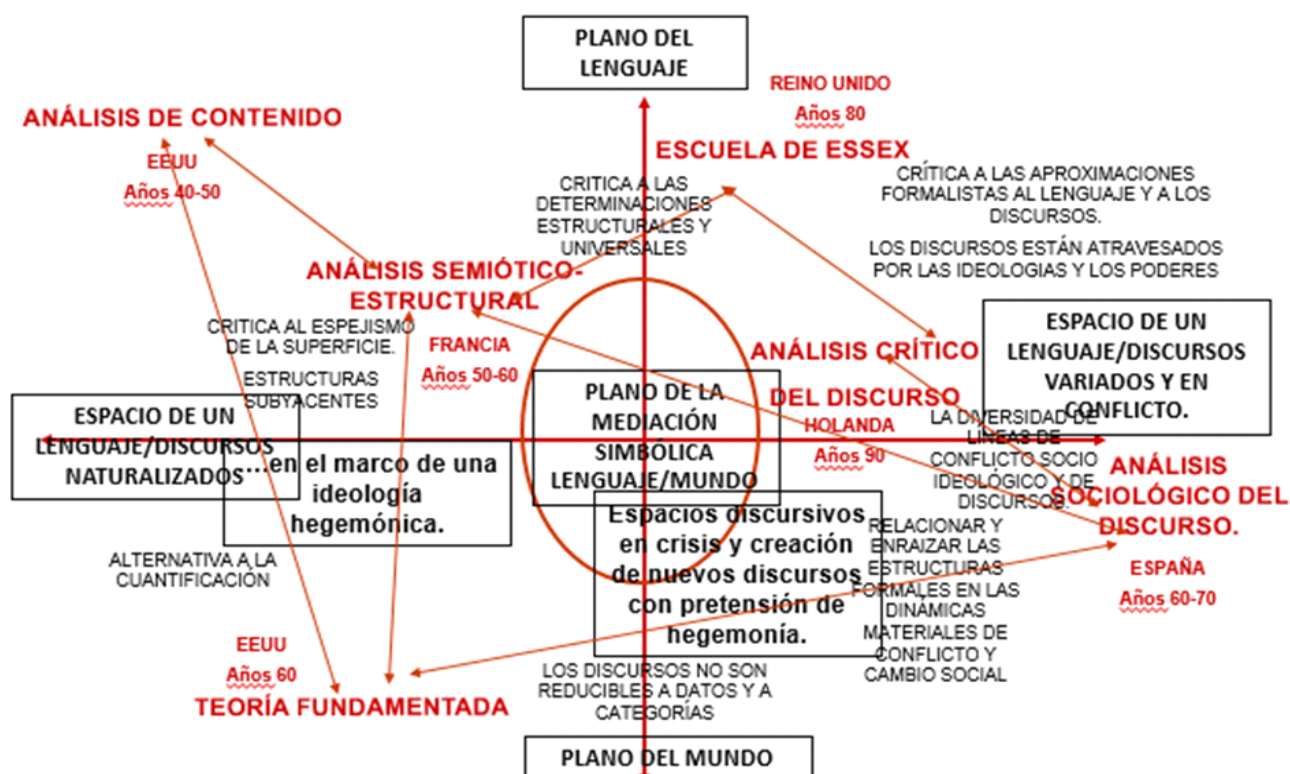 PLANO DEL
LENGUAJE
REINO UNIDO
Años 80
ANÁLISIS DE CONTENIDO
EEUU
Años 40-50
ESCUELA DE ESSEX
CRÍTICA A LAS APROXIMACIONES
FORMALISTAS AL LENGUAJE Y A LOS
DISCURSOS.
LOS DISCURSOS ESTÁN ATRAVESADOS
POR LAS IDEOLOGIAS Y LOS PODERES
CRITICA A LAS
DETERMINACIONES
ESTRUCTURALES Y
UNIVERSALES
ANÁLISIS SEMIÓTICO-
ESTRUCTURAL
CRITICA AL ESPEJISMO
DE LA SUPERFICIE.
ESTRUCTURAS
SUBYACENTES
FRANCIA
Años 50-60
ANÁLISIS CRÍTICO
DEL DISCURSO
HOLANDA
Años 90
ESPACIO DE UN
LENGUAJE/DISCURSOS
VARIADOS Y EN
CONFLICTO.
ESPACIO DE UN
LENGUAJE/DISCURSOS
NATURALIZADOS
...en el marco de una
ideología
hegemónica.
PLANO DE LA
MEDIACIÓN
SIMBÓLICA
LENGUAJE/MUNDO
LA DIVERSIDAD DE
LÍNEAS DE
CONFLICTO SOCIO
IDEOLÓGICO Y DE
DISCURSOS.
ANÁLISIS
SOCIOLÓGICO DEL
DISCURSO.
ESPAÑA
Años 60-70
Espacios discursivos
en crisis y creación
de nuevos discursos
con pretensión de
hegemonía.
RELACIONAR Y
ENRAIZAR LAS
ESTRUCTURAS
FORMALES EN LAS
DINÁMICAS
MATERIALES DE
CONFLICTO Y
CAMBIO SOCIAL
ALTERNATIVA A LA
CUANTIFICACIÓN
EEUU
Años 60
TEORÍA FUNDAMENTADA
LOS DISCURSOS NO SON
REDUCIBLES A DATOS Y A
CATEGORÍAS
PLANO DEL MUNDO